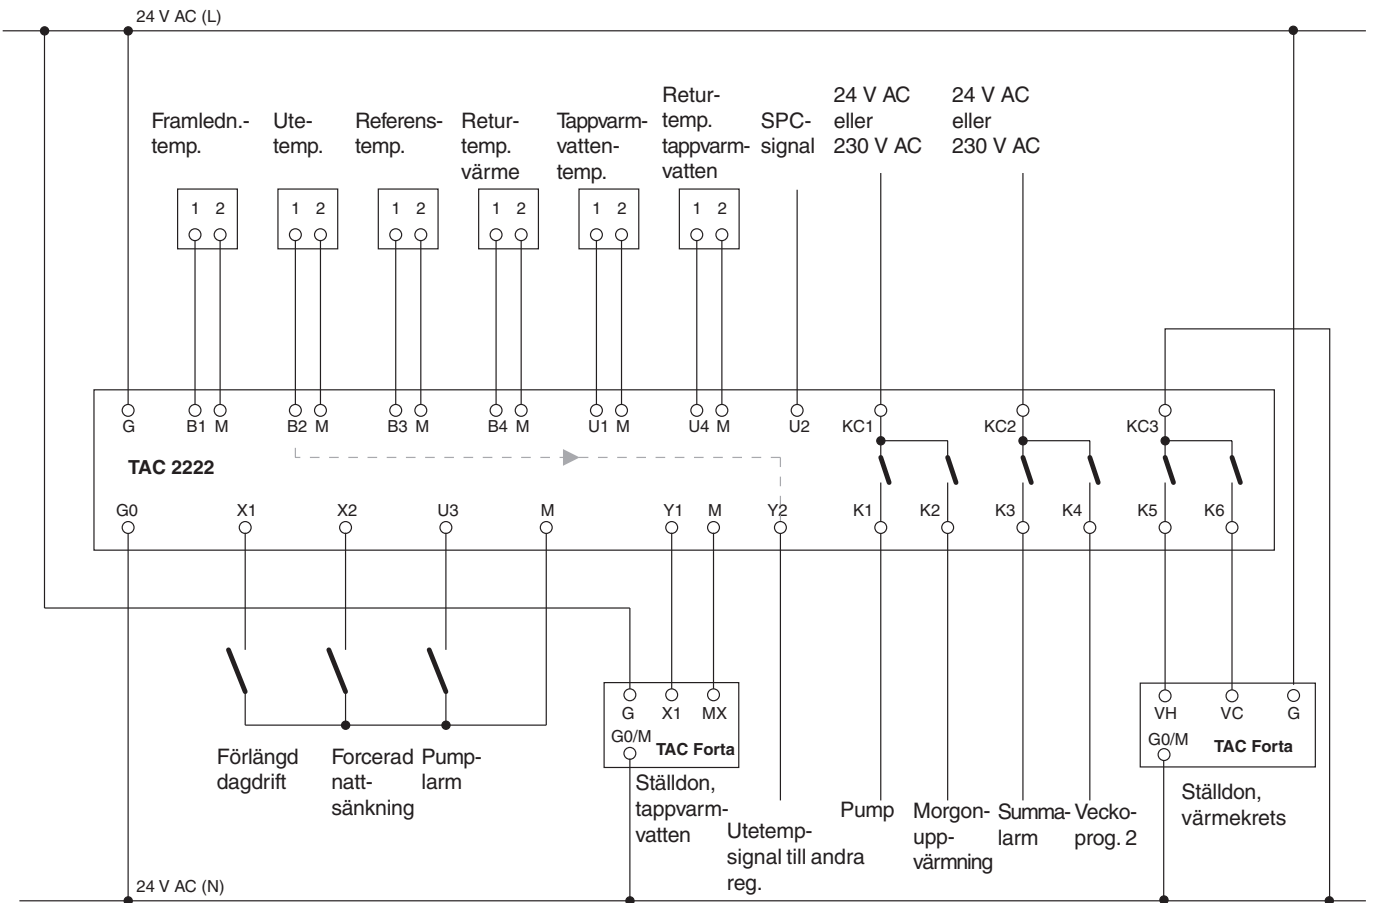 24 V AC (L)
Framledn.-
temp.
Ute-
temp.
Referens-
temp.
Retur-
temp.
värme
Tappvarm-
vatten-
temp.
Retur-
temp.
tappvarm-
vatten
SPC-
signal
24 V AC
eller
230 V AC
24 V AC
eller
230 V AC
1 2
1 2
1 2
1 2
1 2
1 2
G
B1 M
B2 M
B3 M
B4 M
U1 M
U4 M
U2
KC1
KC2
KC3
TAC 2222
G0
X1
X2
U3
M
Y1
M
Y2
K1
K2
K3
K4
K5
K6
Förlängd
dagdrift
Forcerad
natt-
sänkning
Pump-
larm
G X1 MX
G0/M
TAC Forta
Ställdon,
tappvarm-
vatten
Utetemp-
signal till andra
reg.
Pump
Morgon-
upp-
värmning
Summa-
larm
Vecko-
prog. 2
VH VC G
G0/M
TAC Forta
Ställdon,
värmekrets
24 V AC (N)